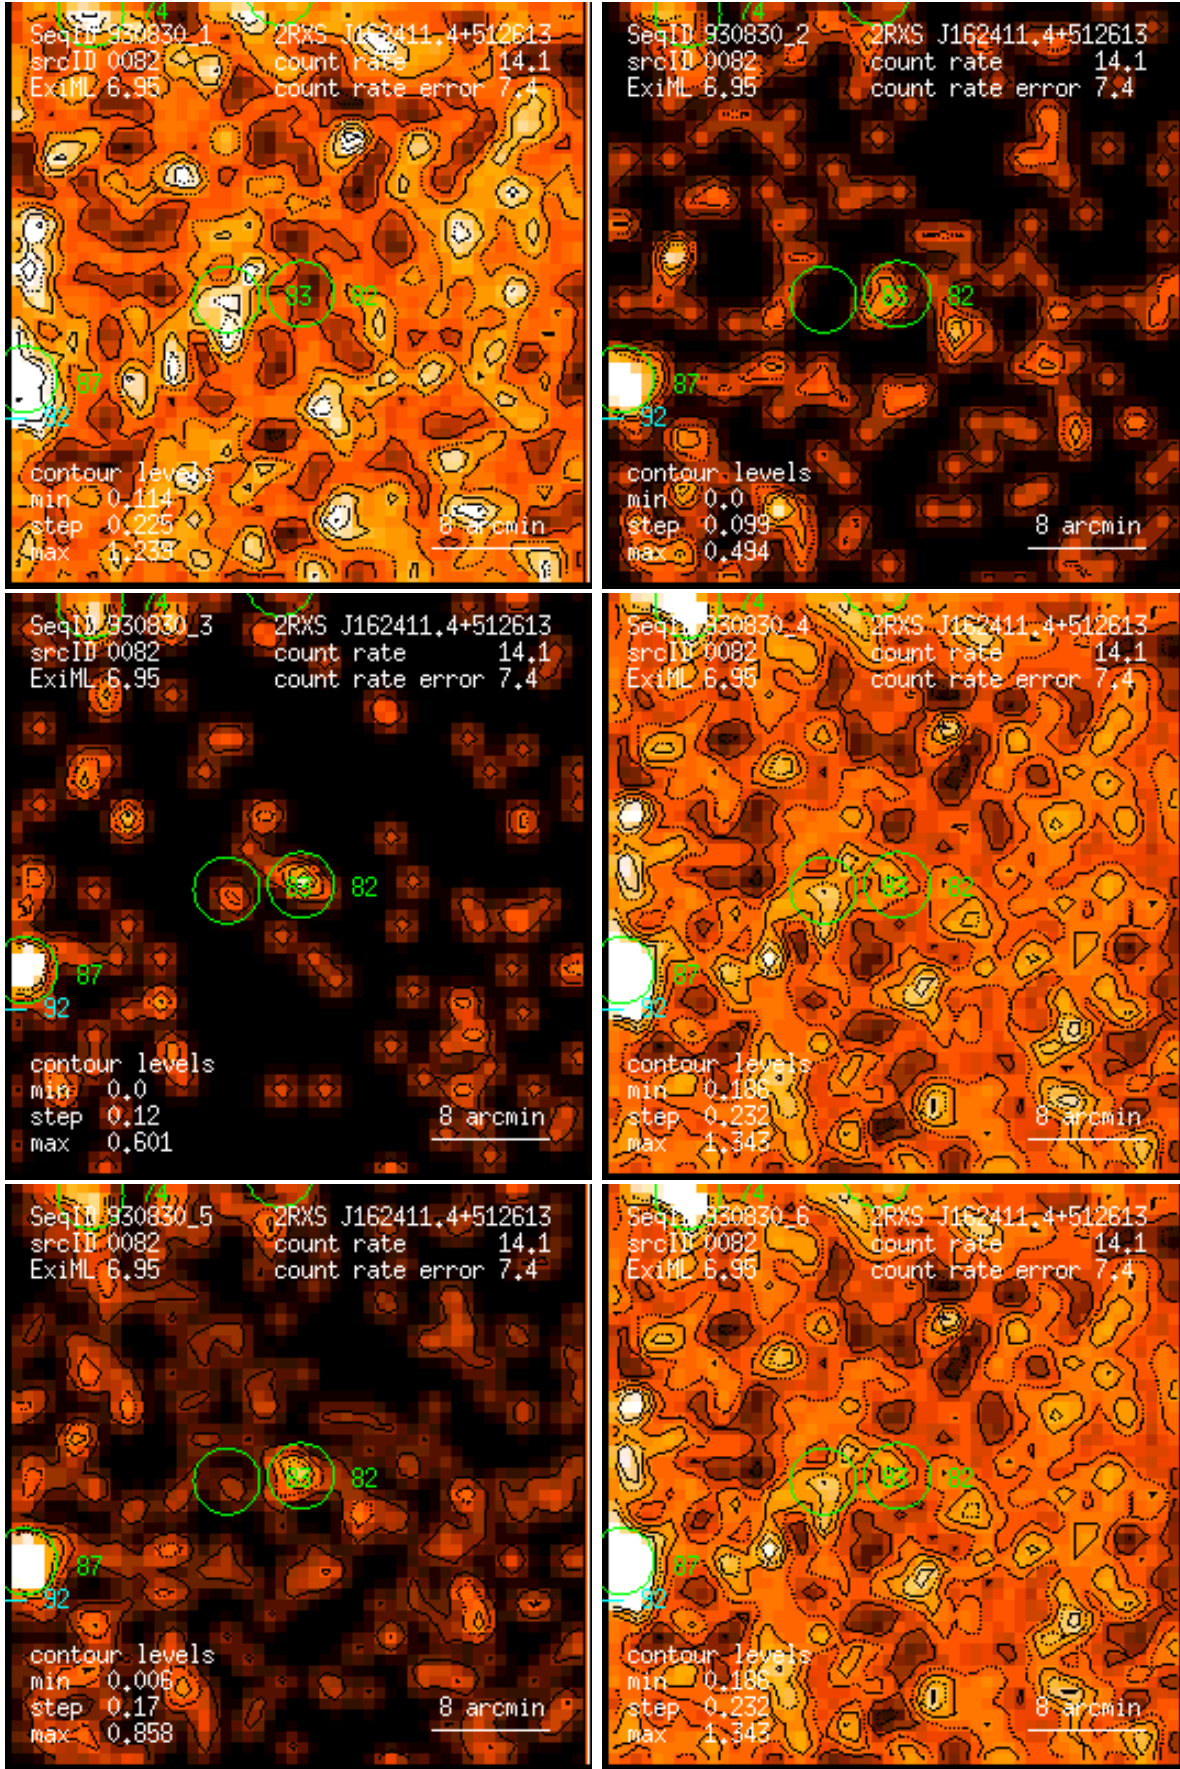 74
SeqID 930830_1 2RXS J162411.4+512613
srcID 0082 count rate 14.1
ExiML 6.95 count rate error 7.4
83 82
87
92
contour levels
min 0.114
step 0.225 8 arcmin
max 1.239
74
SeqID 930830_2 2RXS J162411.4+512613
srcID 0082 count rate 14.1
ExiML 6.95 count rate error 7.4
83 82
87
92
contour levels
min 0.0
step 0.099 8 arcmin
max 0.494
74
SeqID 930830_3 2RXS J162411.4+512613
srcID 0082 count rate 14.1
ExiML 6.95 count rate error 7.4
83 82
87
92
contour levels
min 0.0
step 0.12 8 arcmin
max 0.601
74
SeqID 930830_4 2RXS J162411.4+512613
srcID 0082 count rate 14.1
ExiML 6.95 count rate error 7.4
83 82
87
92
contour levels
min 0.186
step 0.232 8 arcmin
max 1.343
74
SeqID 930830_5 2RXS J162411.4+512613
srcID 0082 count rate 14.1
ExiML 6.95 count rate error 7.4
83 82
87
92
contour levels
min 0.006
step 0.17 8 arcmin
max 0.858
74
SeqID 930830_6 2RXS J162411.4+512613
srcID 0082 count rate 14.1
ExiML 6.95 count rate error 7.4
83 82
87
92
contour levels
min 0.186
step 0.232 8 arcmin
max 1.343